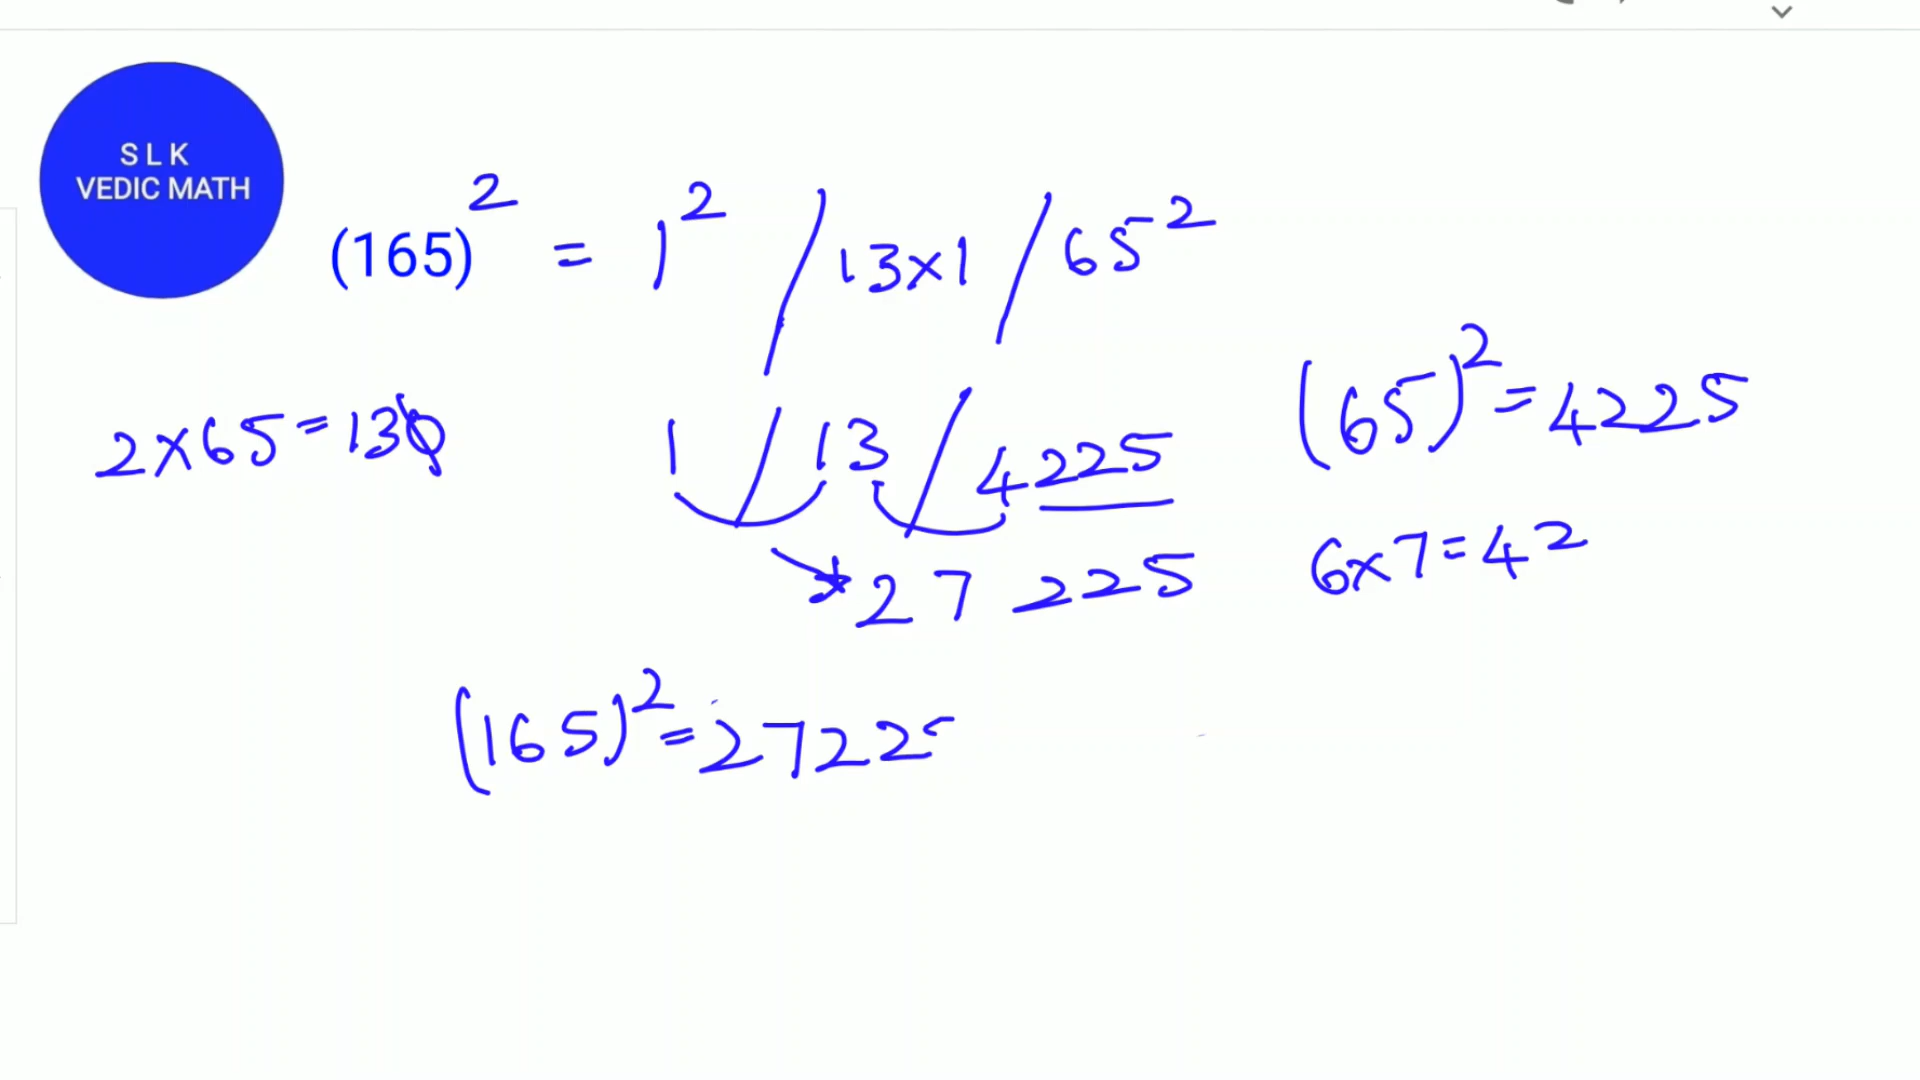 S L K
VEDIC MATH
(165)² = 1² / 13×1 / 65²
2×65=130
1 / 13 / 4225
(65)²=4225
27 225
6×7=42
(165)²=27225